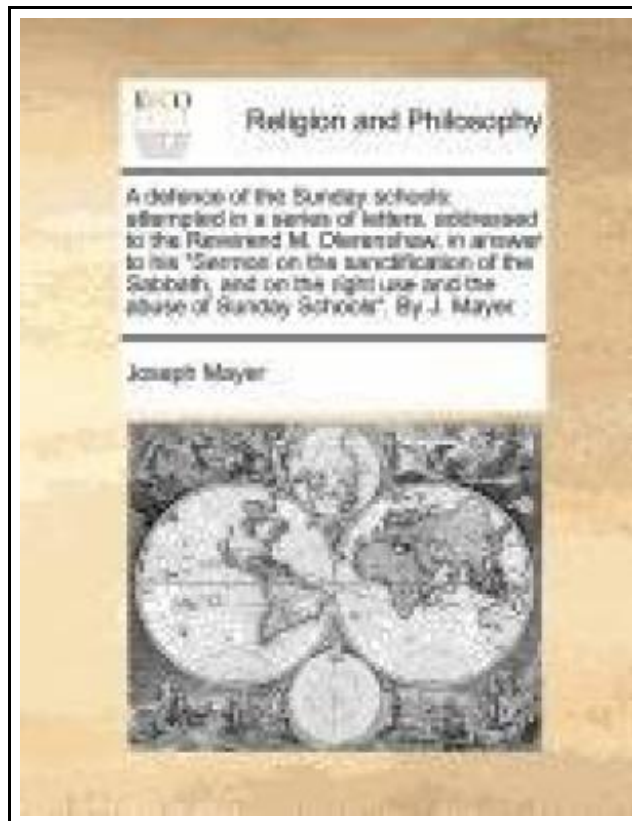 ECCO
Religion and Philosophy
A defence of the Sunday schools;
attempted in a series of letters, addressed
to the Reverend M. Olerenshaw, in answer
to his "Sermon on the sanctification of the
Sabbath, and on the right use and the
abuse of Sunday Schools". By J. Mayer.
Joseph Mayer